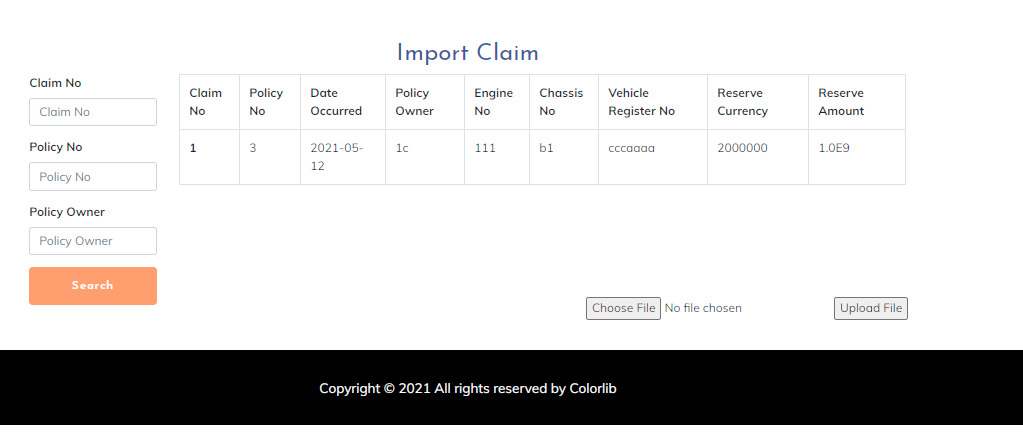 Import Claim
Claim No
Claim No
Policy No
Policy No
Policy Owner
Policy Owner
Search
Claim No Policy No Date Occurred Policy Owner Engine No Chassis No Vehicle Register No Reserve Currency Reserve Amount
1 3 2021-05-12 1c 111 b1 cccaaaa 2000000 1.0E9
Choose File No file chosen Upload File
Copyright © 2021 All rights reserved by Colorlib